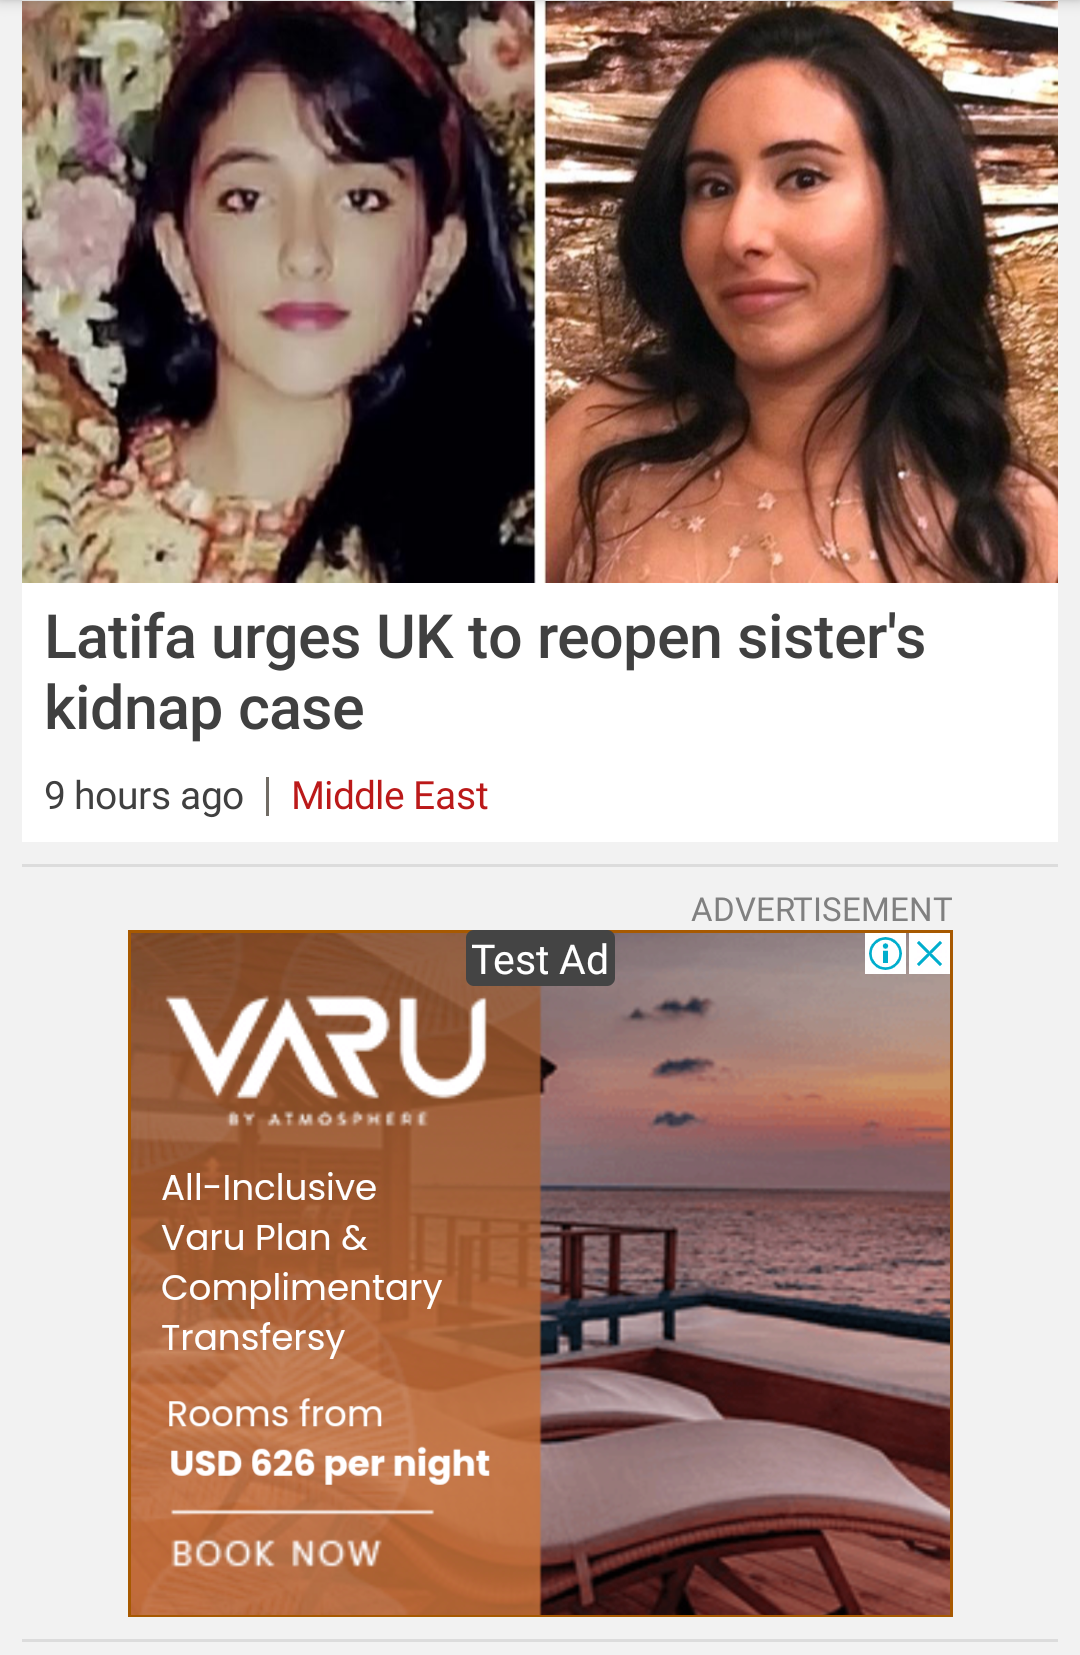 Latifa urges UK to reopen sister's
kidnap case
9 hours ago | Middle East
ADVERTISEMENT
Test Ad
VARU
BY ATMOSPHERE
All-Inclusive
Varu Plan &
Complimentary
Transfersy
Rooms from
USD 626 per night
BOOK NOW